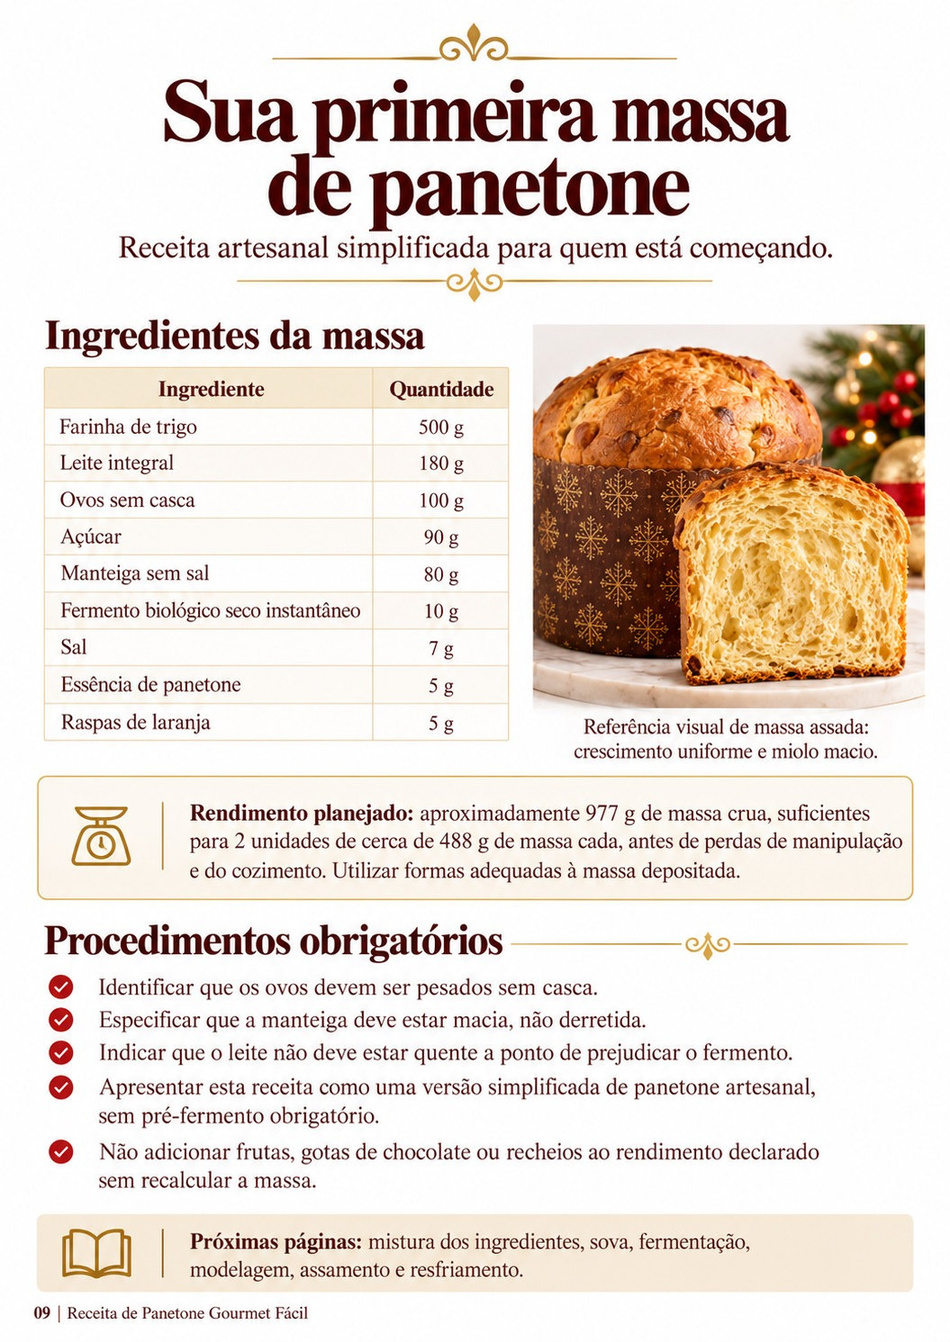 Sua primeira massa
de panetone
Receita artesanal simplificada para quem está começando.
Ingredientes da massa
Ingrediente Quantidade
Farinha de trigo 500 g
Leite integral 180 g
Ovos sem casca 100 g
Açúcar 90 g
Manteiga sem sal 80 g
Fermento biológico seco instantâneo 10 g
Sal 7 g
Essência de panetone 5 g
Raspas de laranja 5 g
Referência visual de massa assada:
crescimento uniforme e miolo macio.
Rendimento planejado: aproximadamente 977 g de massa crua, suficientes
para 2 unidades de cerca de 488 g de massa cada, antes de perdas de manipulação
e do cozimento. Utilizar formas adequadas à massa depositada.
Procedimentos obrigatórios
Identificar que os ovos devem ser pesados sem casca.
Especificar que a manteiga deve estar macia, não derretida.
Indicar que o leite não deve estar quente a ponto de prejudicar o fermento.
Apresentar esta receita como uma versão simplificada de panetone artesanal,
sem pré-fermento obrigatório.
Não adicionar frutas, gotas de chocolate ou recheios ao rendimento declarado
sem recalcular a massa.
Próximas páginas: mistura dos ingredientes, sova, fermentação,
modelagem, assamento e resfriamento.
09 | Receita de Panetone Gourmet Fácil